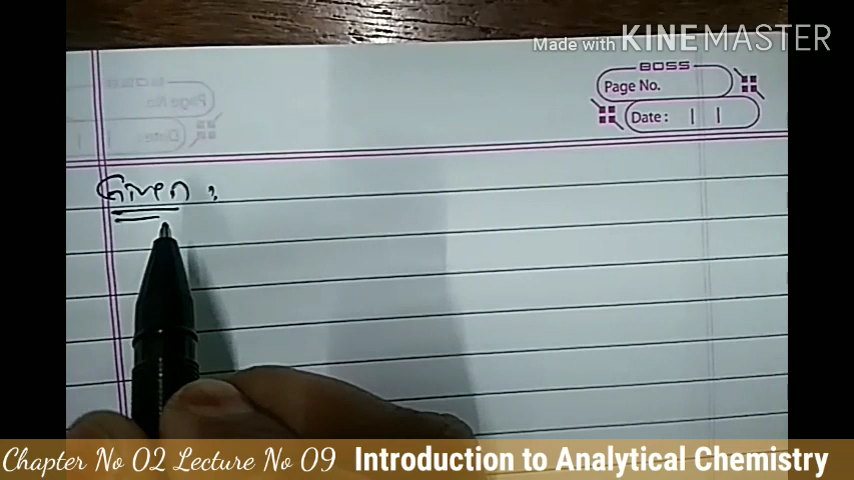 Made with KINEMASTER
BOSS
Page No.
Date :
Given :
Chapter No 02 Lecture No 09 Introduction to Analytical Chemistry